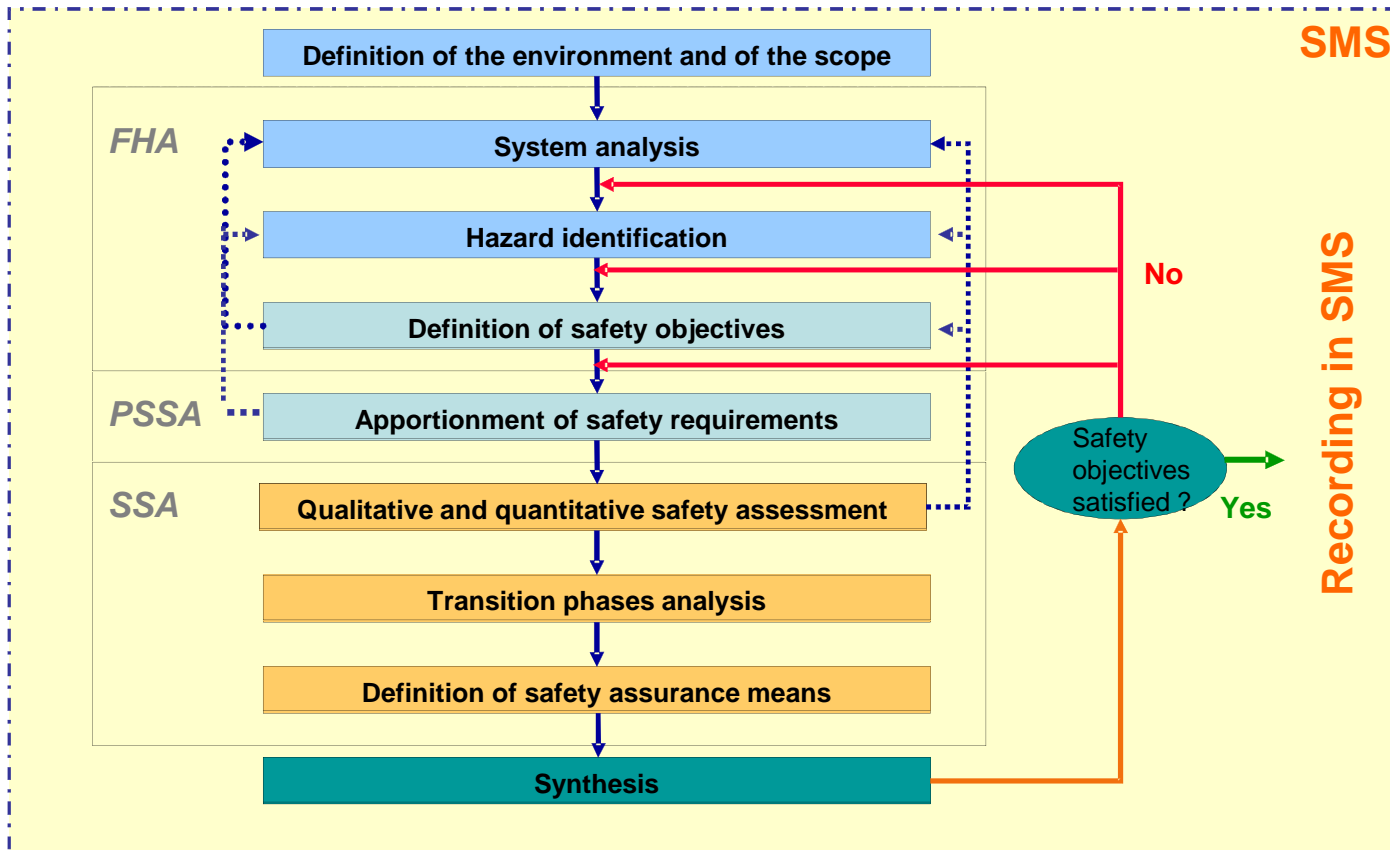 SMS
Definition of the environment and of the scope
FHA
System analysis
Hazard identification
No
Definition of safety objectives
PSSA
Apportionment of safety requirements
Safety
objectives
satisfied ?
Yes
Recording in SMS
SSA
Qualitative and quantitative safety assessment
Transition phases analysis
Definition of safety assurance means
Synthesis